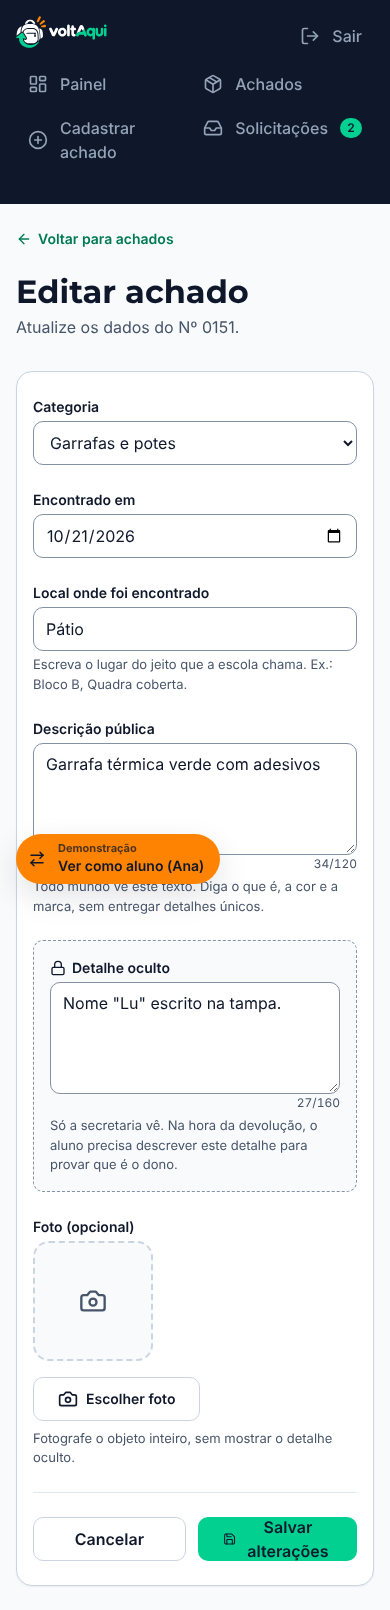 voltAqui
Sair
Painel
Achados
Cadastrar
achado
Solicitações
2
Voltar para achados
Editar achado
Atualize os dados do Nº 0151.
Categoria
Garrafas e potes
Encontrado em
10/21/2026
Local onde foi encontrado
Pátio
Escreva o lugar do jeito que a escola chama. Ex.:
Bloco B, Quadra coberta.
Descrição pública
Garrafa térmica verde com adesivos
Demonstração
Ver como aluno (Ana)
34/120
Todo mundo vê este texto. Diga o que é, a cor e a
marca, sem entregar detalhes únicos.
Detalhe oculto
Nome "Lu" escrito na tampa.
27/160
Só a secretaria vê. Na hora da devolução, o
aluno precisa descrever este detalhe para
provar que é o dono.
Foto (opcional)
Escolher foto
Fotografe o objeto inteiro, sem mostrar o detalhe
oculto.
Cancelar
Salvar
alterações